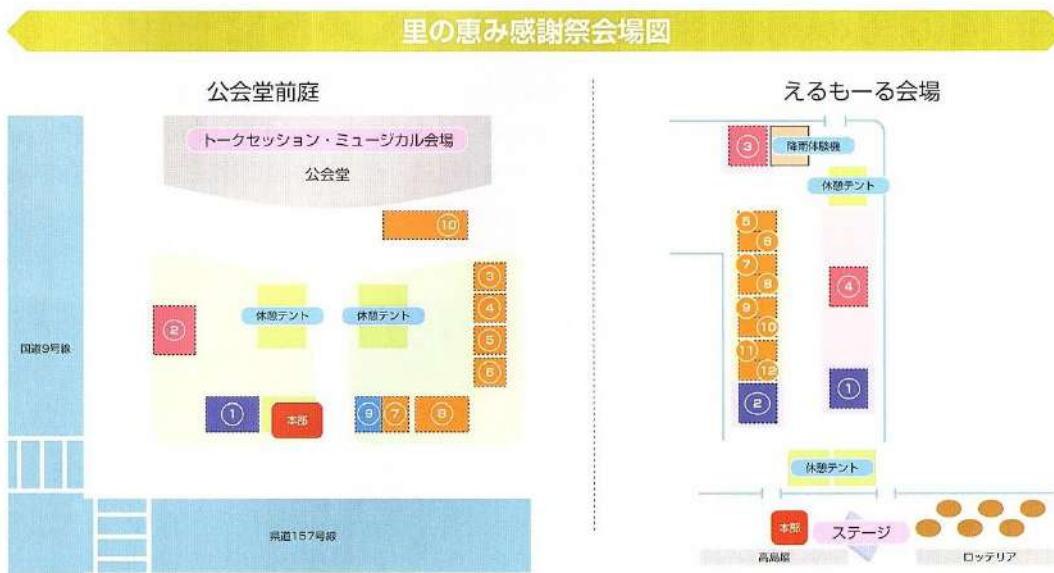 里の恵み感謝祭会場図
公会堂前庭
トークセッション・ミュージカル会場
公会堂
⑩
③
④
⑤
⑥
②
休憩テント
休憩テント
国道9号線
①
本部
⑨
⑦
⑧
県道157号線
えるもーる会場
③
降雨体験機
休憩テント
⑤
⑥
⑦
⑧
④
⑨
⑩
⑪
⑫
①
②
休憩テント
本部
ステージ
高島屋
ロッテリア